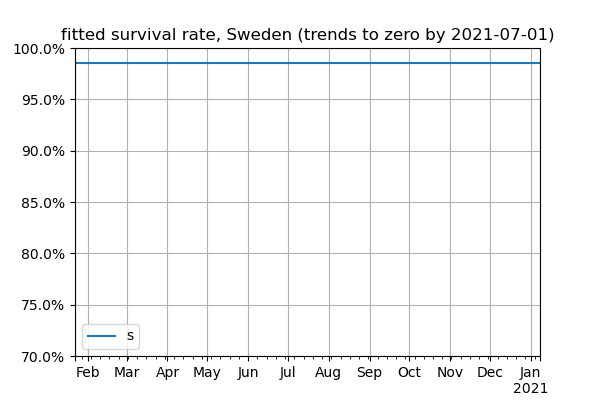 fitted survival rate, Sweden (trends to zero by 2021-07-01)
100.0%
95.0%
90.0%
85.0%
80.0%
75.0%
70.0%
s
Feb Mar Apr May Jun Jul Aug Sep Oct Nov Dec Jan
2021